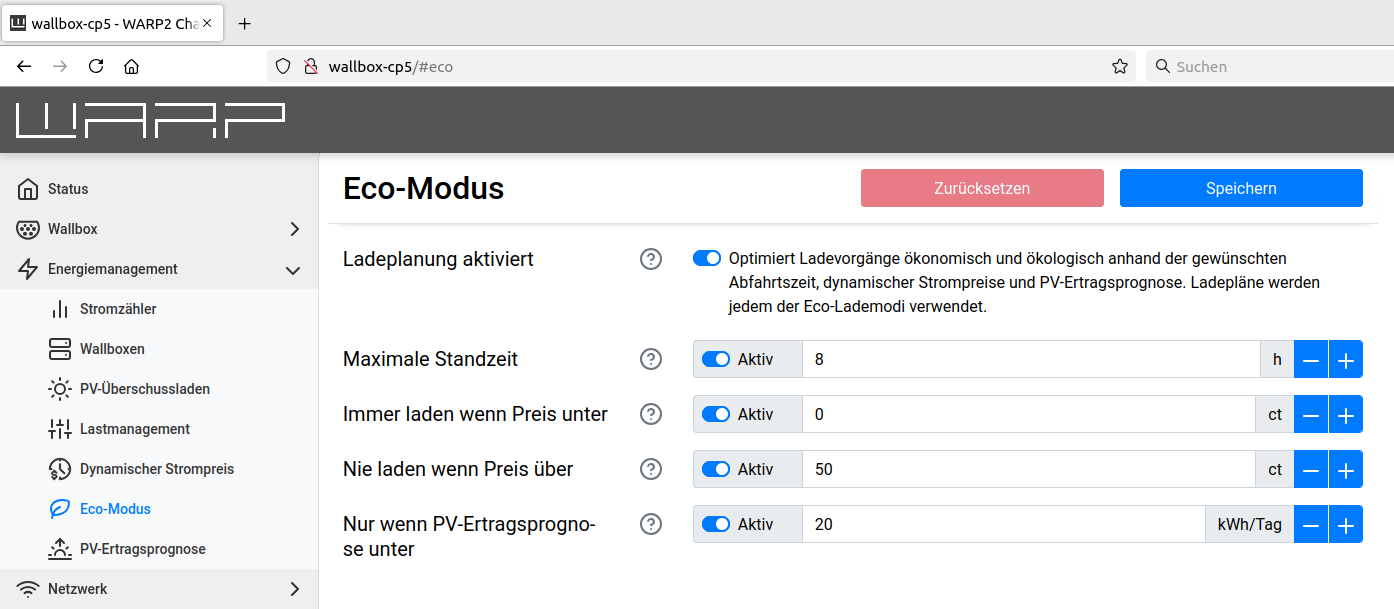 wallbox-cp5 - WARP2 Cha
wallbox-cp5/#eco
Suchen
WARP
Status
Wallbox
Energiemanagement
Stromzähler
Wallboxen
PV-Überschussladen
Lastmanagement
Dynamischer Strompreis
Eco-Modus
PV-Ertragsprognose
Netzwerk
Eco-Modus
Zurücksetzen
Speichern
Ladeplanung aktiviert
Optimiert Ladevorgänge ökonomisch und ökologisch anhand der gewünschten
Abfahrtszeit, dynamischer Strompreise und PV-Ertragsprognose. Ladepläne werden
jedem der Eco-Lademodi verwendet.
Maximale Standzeit
Aktiv 8 h
Immer laden wenn Preis unter
Aktiv 0 ct
Nie laden wenn Preis über
Aktiv 50 ct
Nur wenn PV-Ertragsprogno-
se unter
Aktiv 20 kWh/Tag